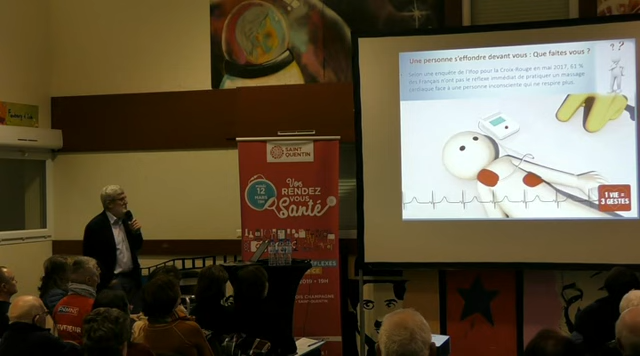 Une personne s'effondre devant vous : Que faites vous ?
Selon une enquête de l'Ifop pour la Croix Rouge en mai 2017, 61 %
des Français n'ont pas le réflexe immédiat de pratiquer un massage
cardiaque face à une personne inconsciente qui ne respire plus.
? ?
1 VIE =
3 GESTES
SAINT
QUENTIN
12
MARS
Vos
RENDEZ
VOUS
Santé
CHAMPAGNE